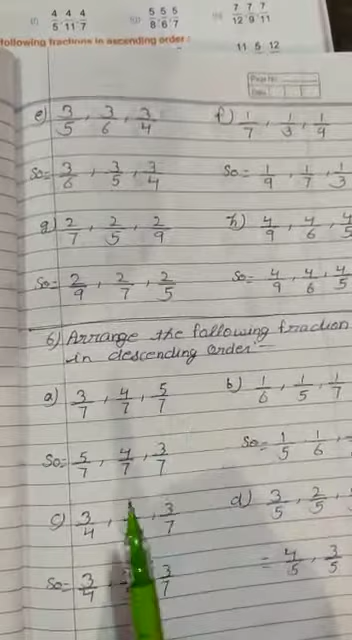 4/5, 4/11, 4/7 5/8, 5/6, 5/7 7/12, 7/9, 7/11
following fractions in ascending order :
11 5 12
Page No.
Date
e) 3/5, 3/6, 3/4 f) 1/7, 1/3, 1/9
So= 3/6, 3/5, 3/4 So= 1/9, 1/7, 1/3
g) 2/7, 2/5, 2/9 h) 4/9, 4/6, 4/5
So= 2/9, 2/7, 2/5 So= 4/9, 4/6, 4/5
6) Arrange the following fraction
in descending order:-
a) 3/7, 4/7, 5/7 b) 1/6, 1/5, 1/7
So= 5/7, 4/7, 3/7 So= 1/5, 1/6,
c) 3/4, 3/7 d) 3/5, 2/5,
So= 3/4, 3/7 = 4/5, 3/5